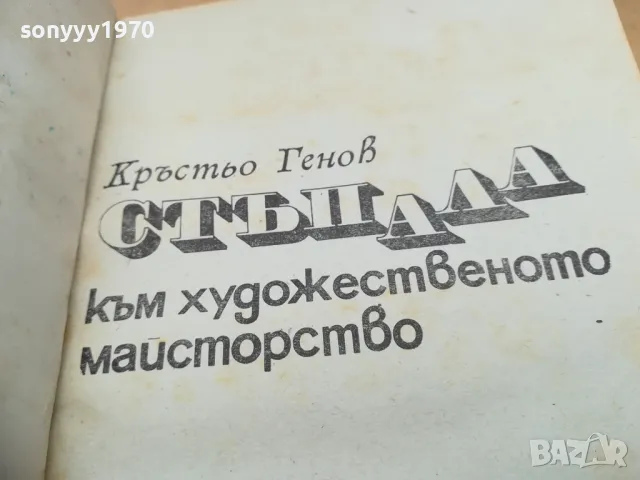 sonyyy1970
Кръстьо Генов
СТЪПАЛА
към художественото
майсторство
BAZAR